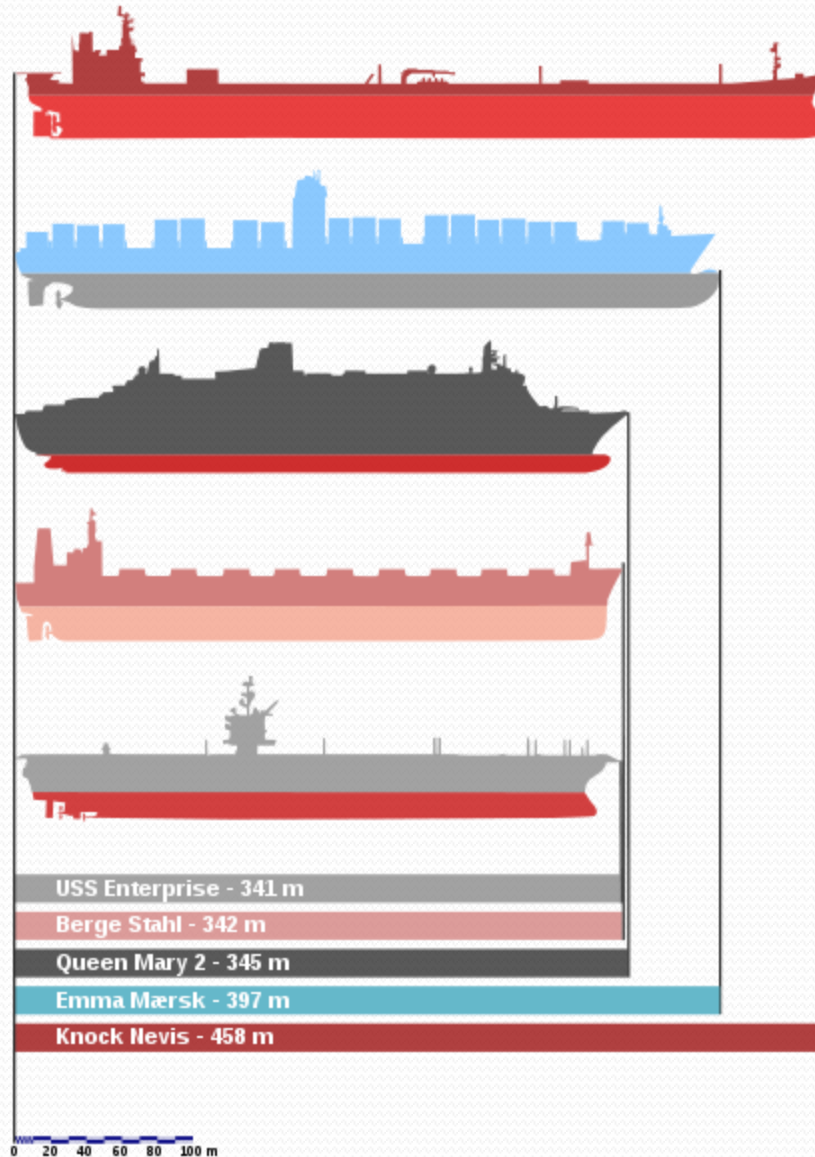 USS Enterprise - 341 m
Berge Stahl - 342 m
Queen Mary 2 - 345 m
Emma Mærsk - 397 m
Knock Nevis - 458 m
0 20 40 60 80 100 m